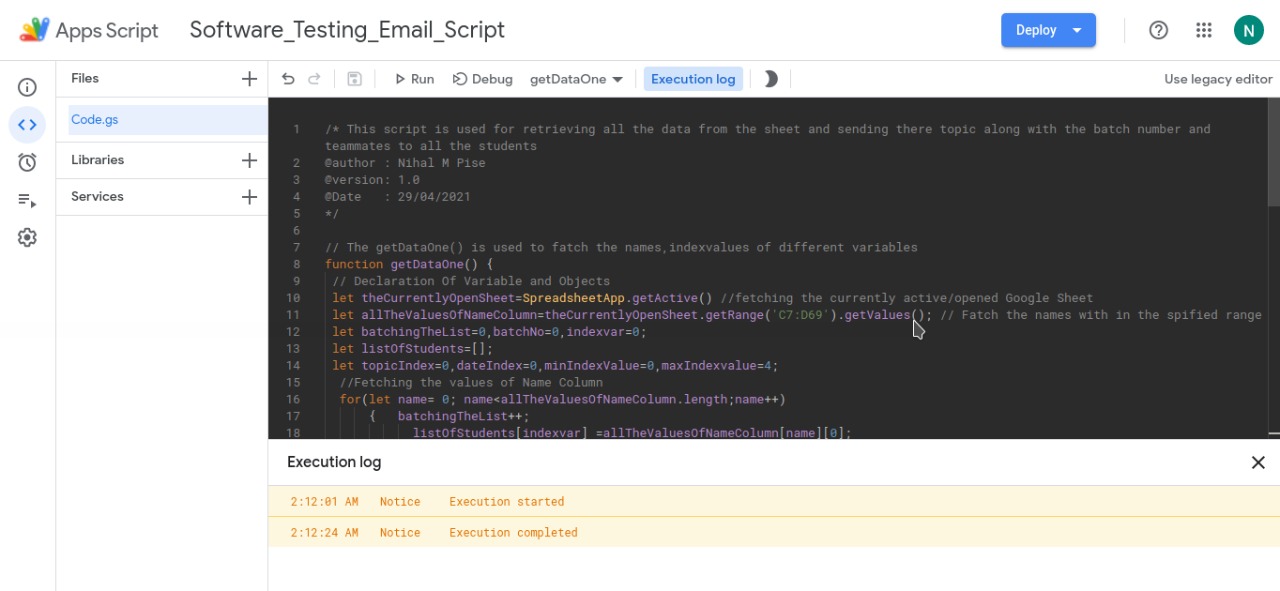 Apps Script
Software_Testing_Email_Script
Deploy
N
Files
Run
Debug
getDataOne
Execution log
Use legacy editor
Code.gs
Libraries
Services
1 /* This script is used for retrieving all the data from the sheet and sending there topic along with the batch number and
teammates to all the students
2 @author : Nihal M Pise
3 @version: 1.0
4 @Date   : 29/04/2021
5 */
6
7 // The getDataOne() is used to fatch the names,indexvalues of different variables
8 function getDataOne() {
9 // Declaration Of Variable and Objects
10 let theCurrentlyOpenSheet=SpreadsheetApp.getActive() //fetching the currently active/opened Google Sheet
11 let allTheValuesOfNameColumn=theCurrentlyOpenSheet.getRange('C7:D69').getValues(); // Fatch the names with in the spified range
12 let batchingTheList=0,batchNo=0,indexvar=0;
13 let listOfStudents=[];
14 let topicIndex=0,dateIndex=0,minIndexValue=0,maxIndexvalue=4;
15 //Fetching the values of Name Column
16 for(let name= 0; name<allTheValuesOfNameColumn.length;name++)
17 {   batchingTheList++;
18 listOfStudents[indexvar] =allTheValuesOfNameColumn[name][0];
Execution log
2:12:01 AM Notice Execution started
2:12:24 AM Notice Execution completed